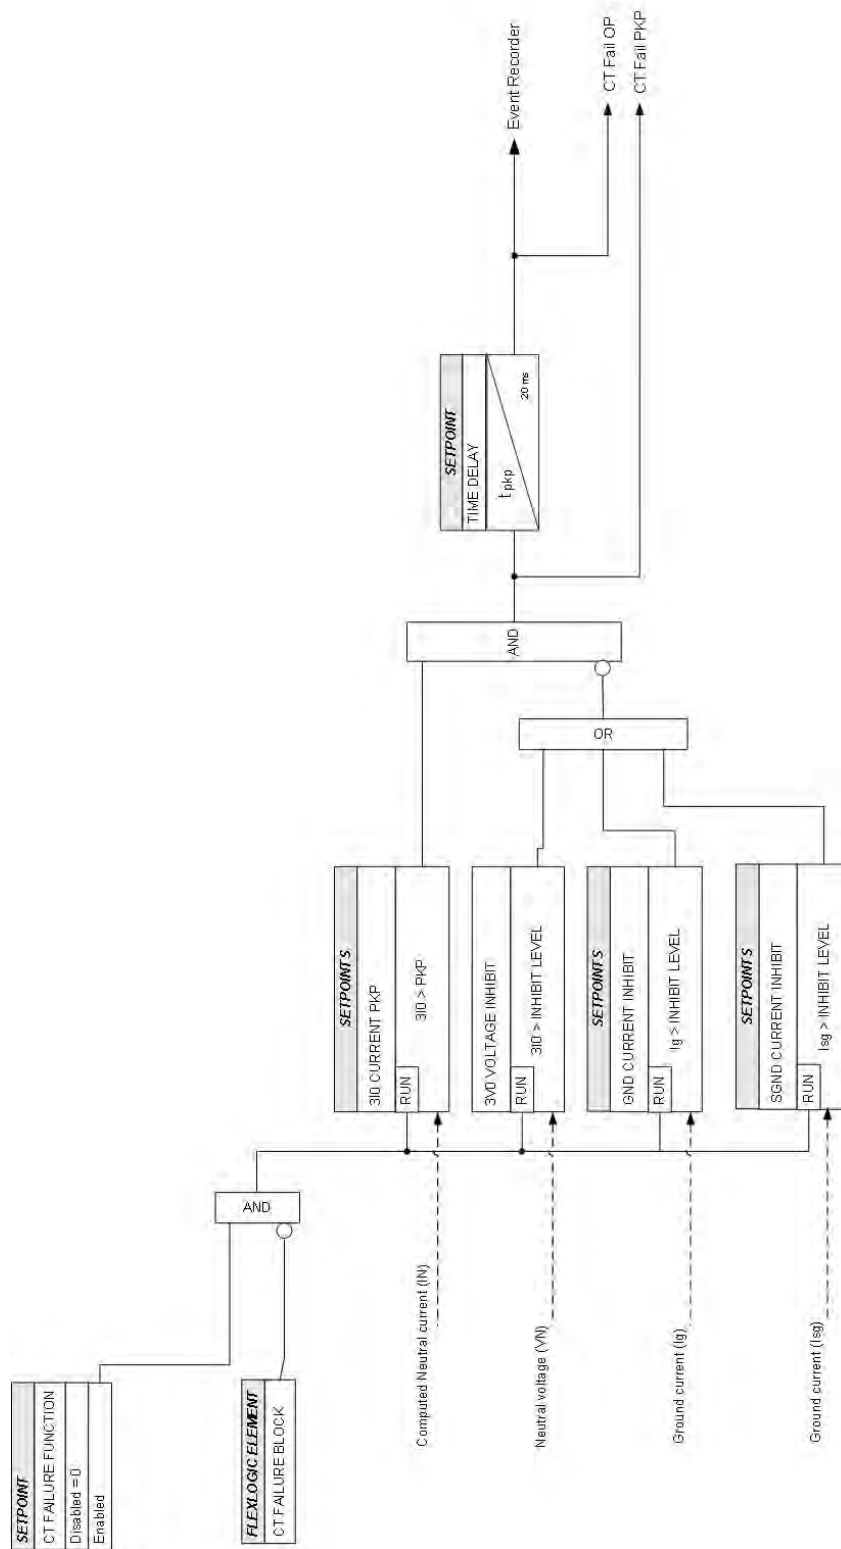 SETPOINT
CT FAILURE FUNCTION
Disabled = 0
Enabled
FLEXLOGIC ELEMENT
CT FAILURE BLOCK
AND
Computed Neutral current (IN)
Neutral voltage (VN)
Ground current (Ig)
Ground current (Isg)
SETPOINTS
3I0 CURRENT PKP
RUN
3I0 > PKP
3V0 VOLTAGE INHIBIT
RUN
3I0 > INHIBIT LEVEL
SETPOINTS
GND CURRENT INHIBIT
RUN
Ig > INHIBIT LEVEL
SETPOINTS
SGND CURRENT INHIBIT
RUN
Isg > INHIBIT LEVEL
OR
AND
SETPOINT
TIME DELAY
tpkp
20 ms
Event Recorder
CT Fail OP
CT Fail PKP